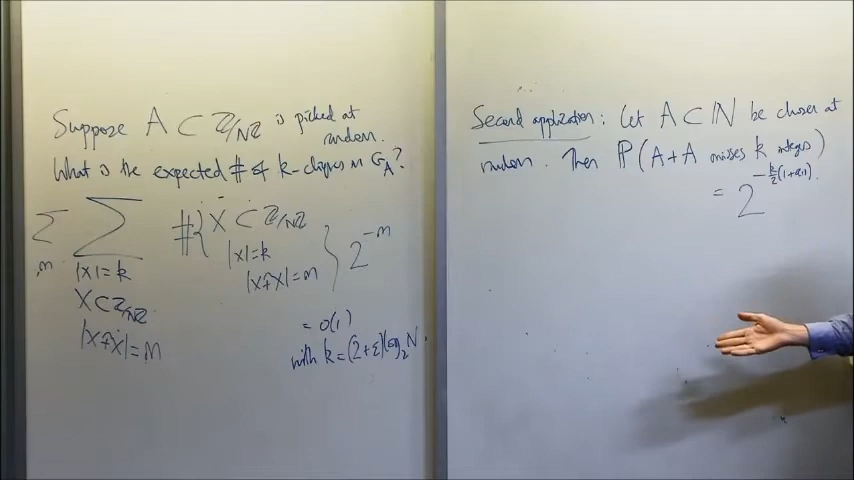 Suppose A ⊂ Z/NZ is picked at
random.
What is the expected # of k-cliques in G_A?
Σ_m Σ_{|X|=k, X⊂Z/NZ, |X+̂X|=m} #{X ⊂ Z/NZ |X|=k |X+̂X|=m} 2^{-m}
= o(1)
with k=(2+ε)log_2 N.
Second application: Let A ⊂ N be chosen at
random. Then P(A+A misses k integers)
= 2^{-k/2(1+o(1))}.